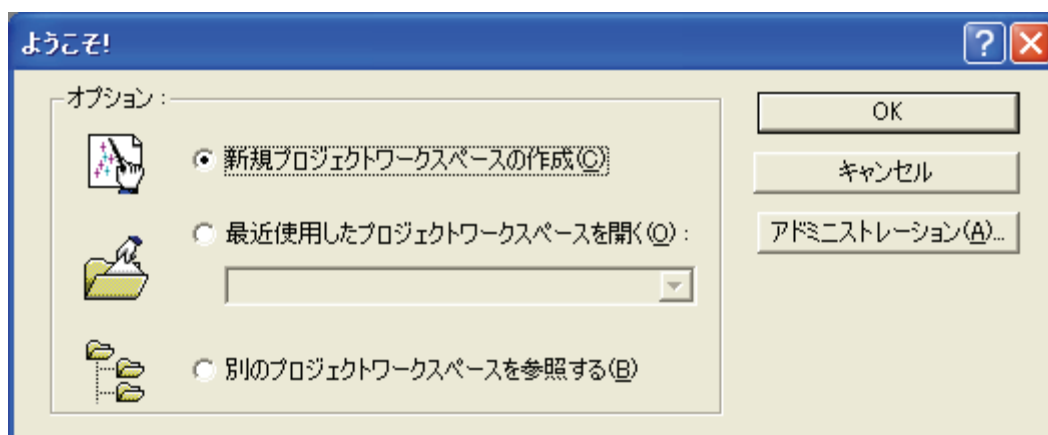 ようこそ!
オプション :
新規プロジェクトワークスペースの作成(C)
最近使用したプロジェクトワークスペースを開く(O) :
別のプロジェクトワークスペースを参照する(B)
OK
キャンセル
アドミニストレーション(A)...